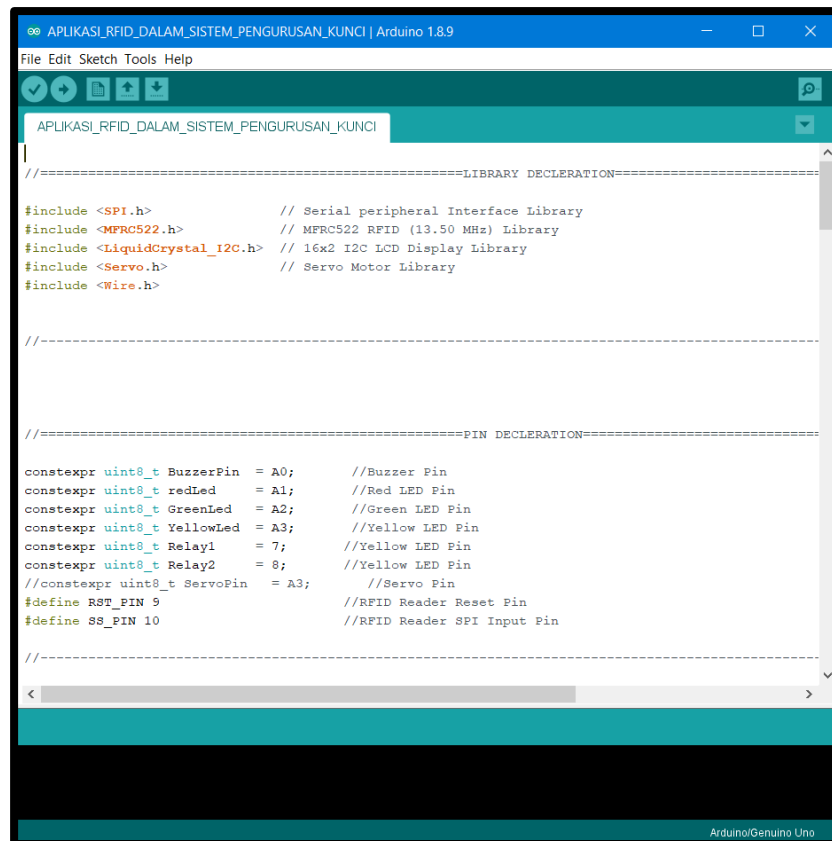 APLIKASI_RFID_DALAM_SISTEM_PENGURUSAN_KUNCI | Arduino 1.8.9
File Edit Sketch Tools Help
APLIKASI_RFID_DALAM_SISTEM_PENGURUSAN_KUNCI
//======================================================LIBRARY DECLERATION==========================
#include <SPI.h> // Serial peripheral Interface Library
#include <MFRC522.h> // MFRC522 RFID (13.50 MHz) Library
#include <LiquidCrystal_I2C.h> // 16x2 I2C LCD Display Library
#include <Servo.h> // Servo Motor Library
#include <Wire.h>
//----------------------------------------------------------------------------------------------------
//======================================================PIN DECLERATION==============================
constexpr uint8_t BuzzerPin = A0; //Buzzer Pin
constexpr uint8_t redLed = A1; //Red LED Pin
constexpr uint8_t GreenLed = A2; //Green LED Pin
constexpr uint8_t YellowLed = A3; //Yellow LED Pin
constexpr uint8_t Relay1 = 7; //Yellow LED Pin
constexpr uint8_t Relay2 = 8; //Yellow LED Pin
//constexpr uint8_t ServoPin = A3; //Servo Pin
#define RST_PIN 9 //RFID Reader Reset Pin
#define SS_PIN 10 //RFID Reader SPI Input Pin
//----------------------------------------------------------------------------------------------------
Arduino/Genuino Uno